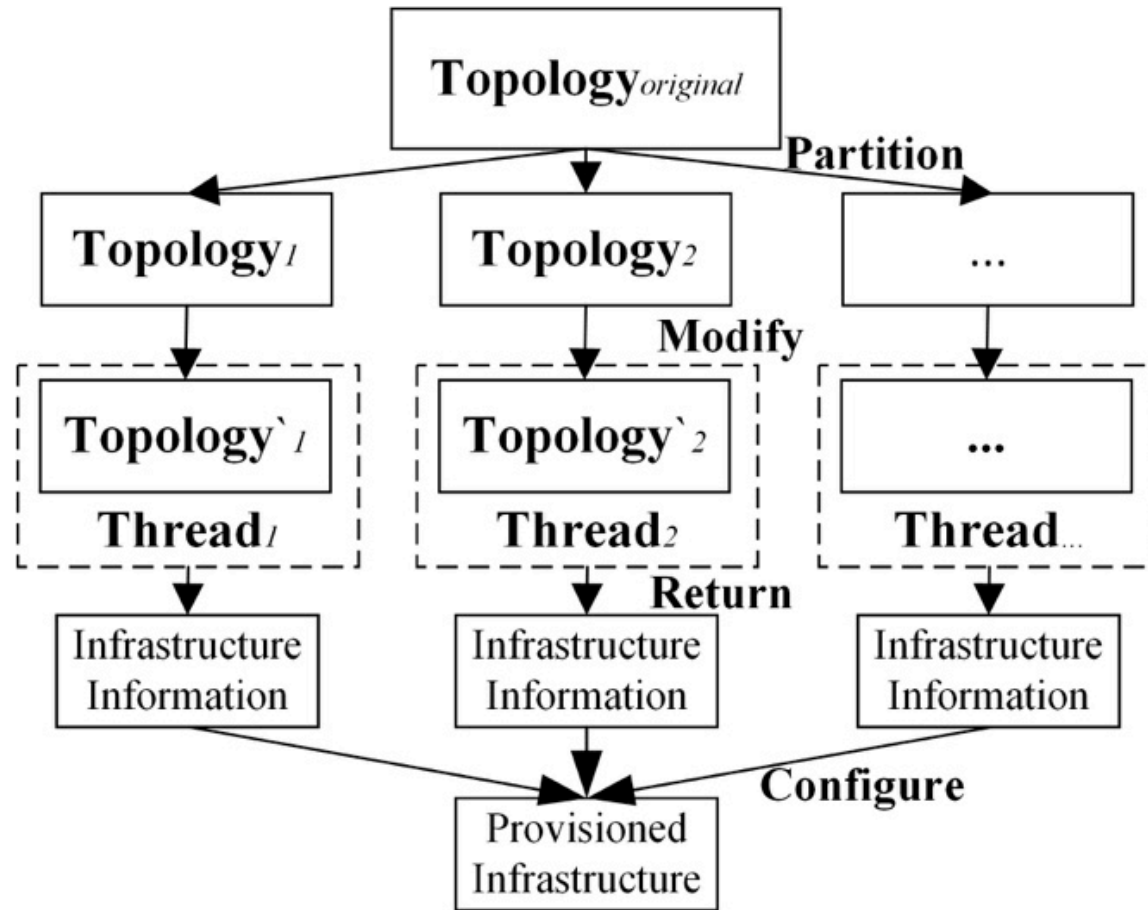 Topologyoriginal
Partition
Topology1
Topology2
...
Modify
Topology`1
Topology`2
...
Thread1
Thread2
Thread...
Return
Infrastructure
Information
Infrastructure
Information
Infrastructure
Information
Configure
Provisioned
Infrastructure